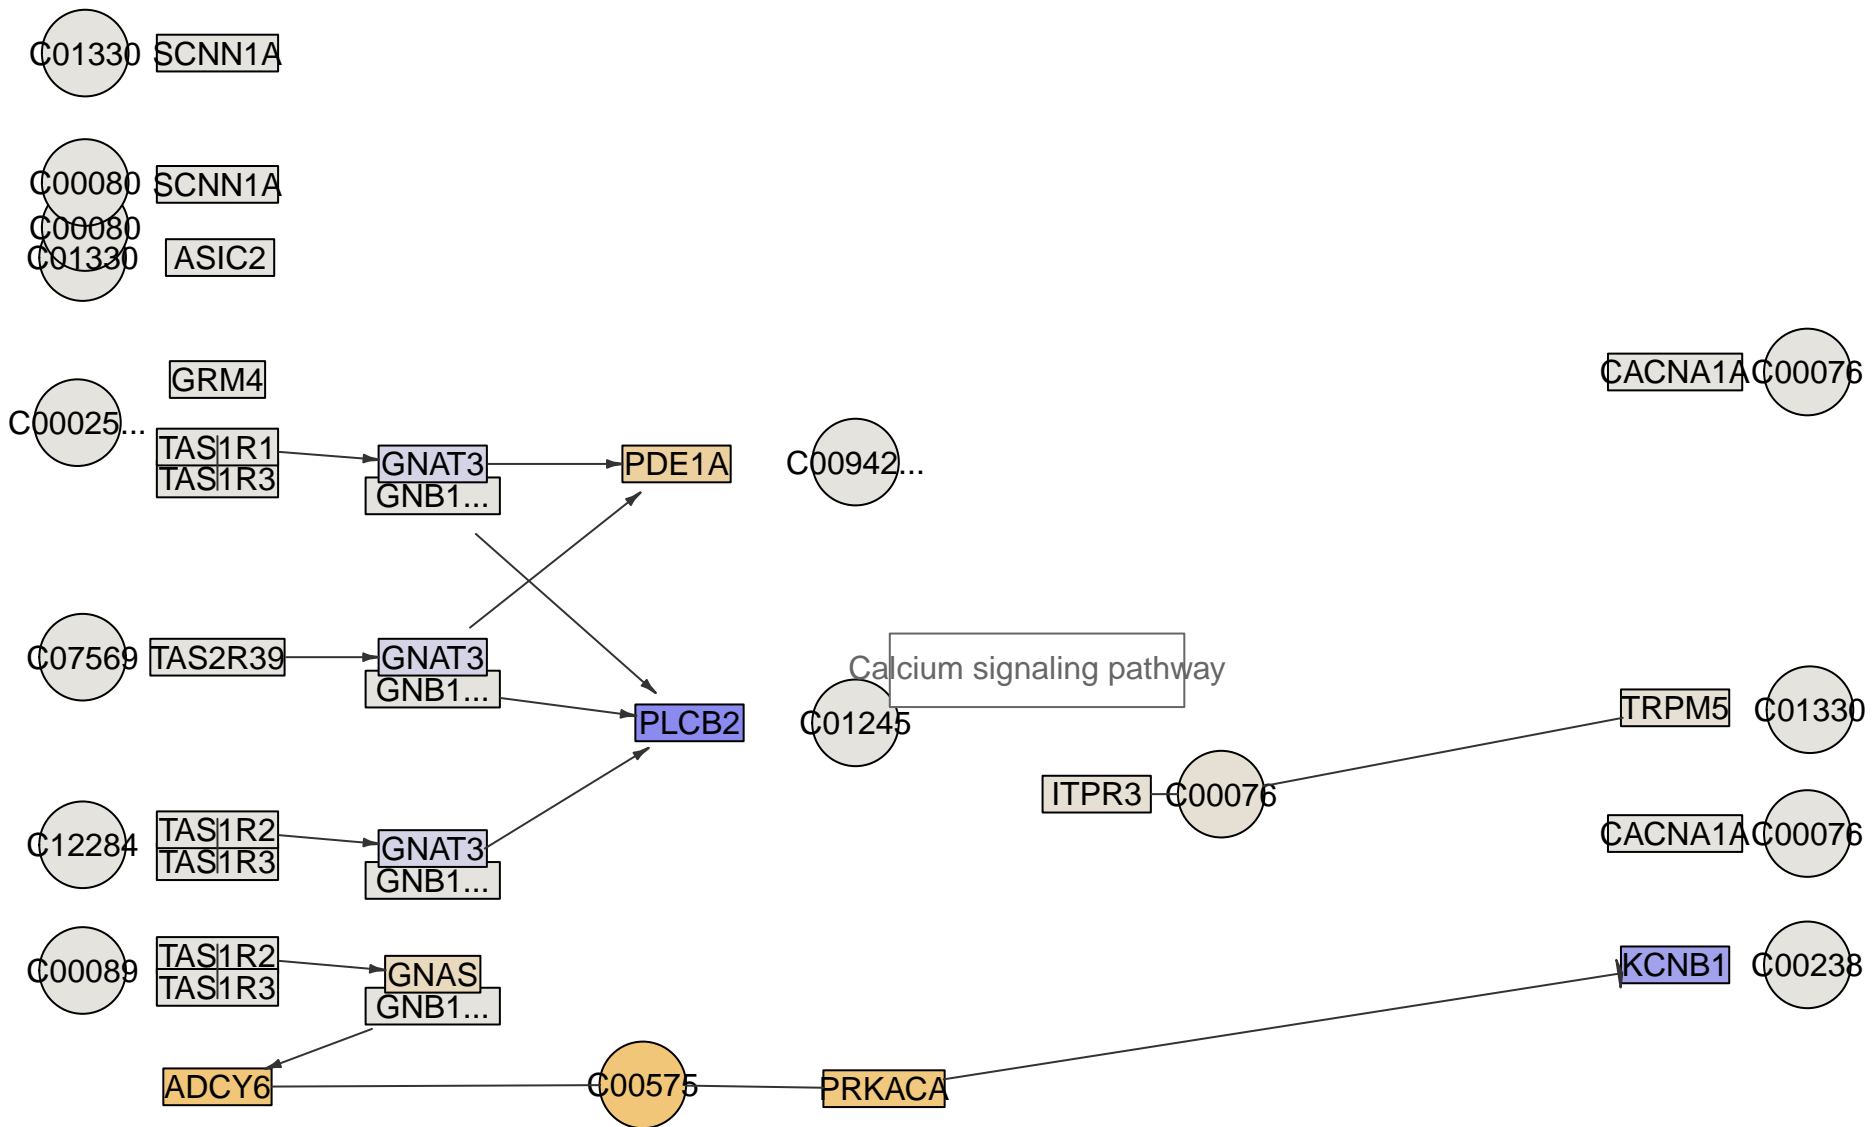 C01330
SCNN1A
C00080
SCNN1A
C00080
C01330
ASIC2
GRM4
CACNA1A
C00076
C00025...
TAS1R1
TAS1R3
GNAT3
GNB1...
PDE1A
C00942...
C07569
TAS2R39
GNAT3
GNB1...
Calcium signaling pathway
PLCB2
C01245
TRPM5
C01330
ITPR3
C00076
C12284
TAS1R2
TAS1R3
GNAT3
GNB1...
CACNA1A
C00076
C00089
TAS1R2
TAS1R3
GNAS
GNB1...
KCNB1
C00238
ADCY6
C00575
PRKACA